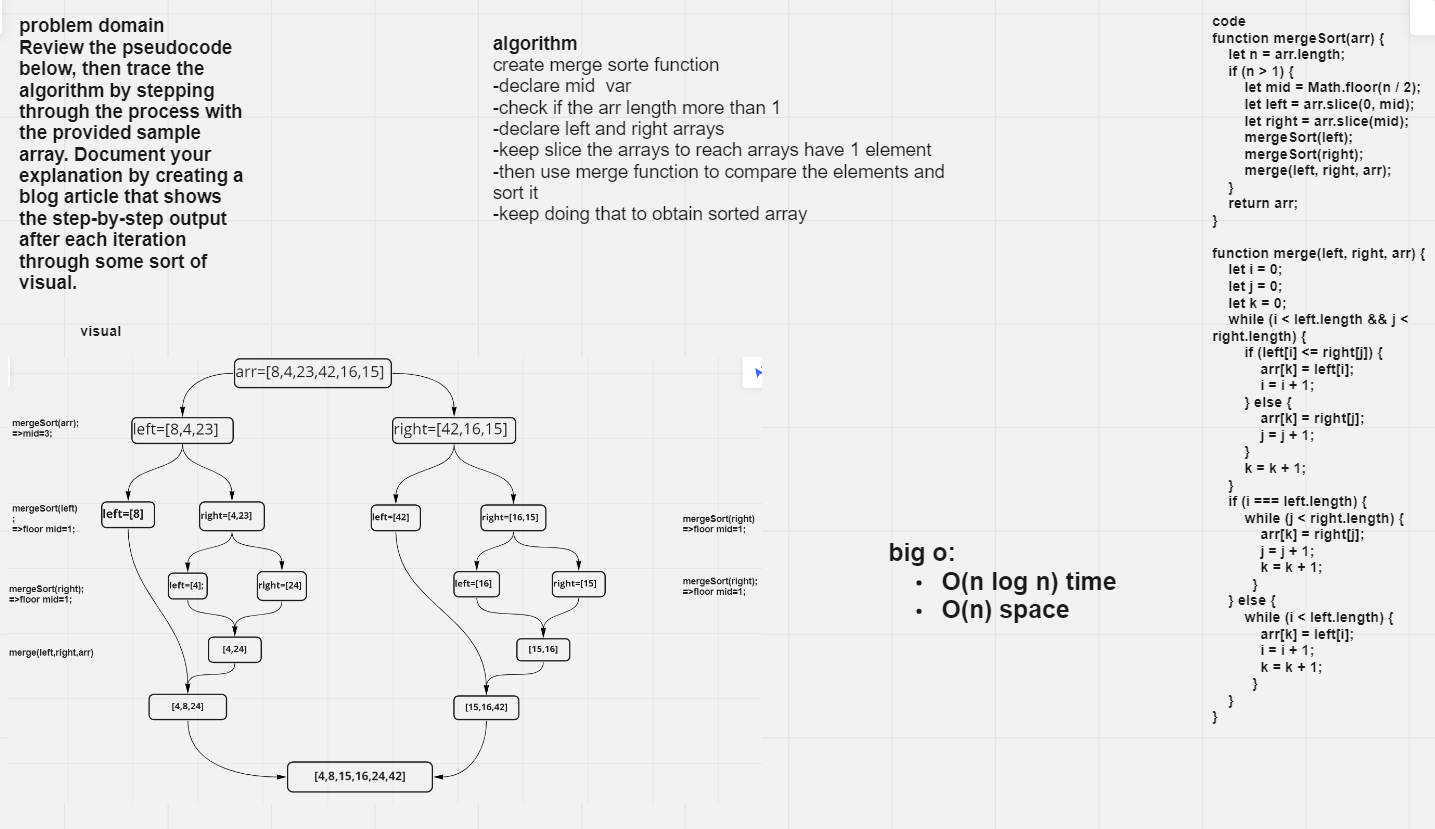 problem domain
Review the pseudocode
below, then trace the
algorithm by stepping
through the process with
the provided sample
array. Document your
explanation by creating a
blog article that shows
the step-by-step output
after each iteration
through some sort of
visual.
algorithm
create merge sorte function
-declare mid  var
-check if the arr length more than 1
-declare left and right arrays
-keep slice the arrays to reach arrays have 1 element
-then use merge function to compare the elements and
sort it
-keep doing that to obtain sorted array
visual
arr=[8,4,23,42,16,15]
mergeSort(arr);
=>mid=3;
left=[8,4,23]
right=[42,16,15]
mergeSort(left)
;
=>floor mid=1;
left=[8]
right=[4,23]
left=[42]
right=[16,15]
mergeSort(right)
=>floor mid=1;
mergeSort(right);
=>floor mid=1;
left=[4];
right=[24]
left=[16]
right=[15]
mergeSort(right);
=>floor mid=1;
merge(left,right,arr)
[4,24]
[15,16]
[4,8,24]
[15,16,42]
[4,8,15,16,24,42]
big o:
• O(n log n) time
• O(n) space
code
function mergeSort(arr) {
let n = arr.length;
if (n > 1) {
let mid = Math.floor(n / 2);
let left = arr.slice(0, mid);
let right = arr.slice(mid);
mergeSort(left);
mergeSort(right);
merge(left, right, arr);
}
return arr;
}
function merge(left, right, arr) {
let i = 0;
let j = 0;
let k = 0;
while (i < left.length && j <
right.length) {
if (left[i] <= right[j]) {
arr[k] = left[i];
i = i + 1;
} else {
arr[k] = right[j];
j = j + 1;
}
k = k + 1;
}
if (i === left.length) {
while (j < right.length) {
arr[k] = right[j];
j = j + 1;
k = k + 1;
}
} else {
while (i < left.length) {
arr[k] = left[i];
i = i + 1;
k = k + 1;
}
}
}